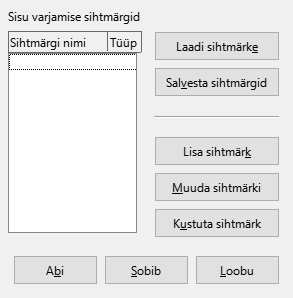 Sisu varjamise sihtmärgid
Sihtmärgi nimi Tüüp
Laadi sihtmärke
Salvesta sihtmärgid
Lisa sihtmärk
Muuda sihtmärki
Kustuta sihtmärk
Abi Sobib Loobu